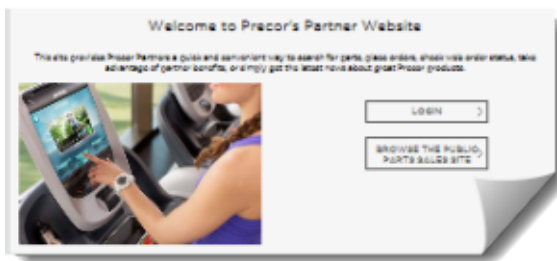 Welcome to Precor's Partner Website
This site provides Precor Partners a quick and convenient way to search for parts, place orders, check web order status, take
advantage of partner benefits, or simply get the latest news about great Precor products.
LOGIN
BROWSE THE PUBLIC
PARTS SALES SITE